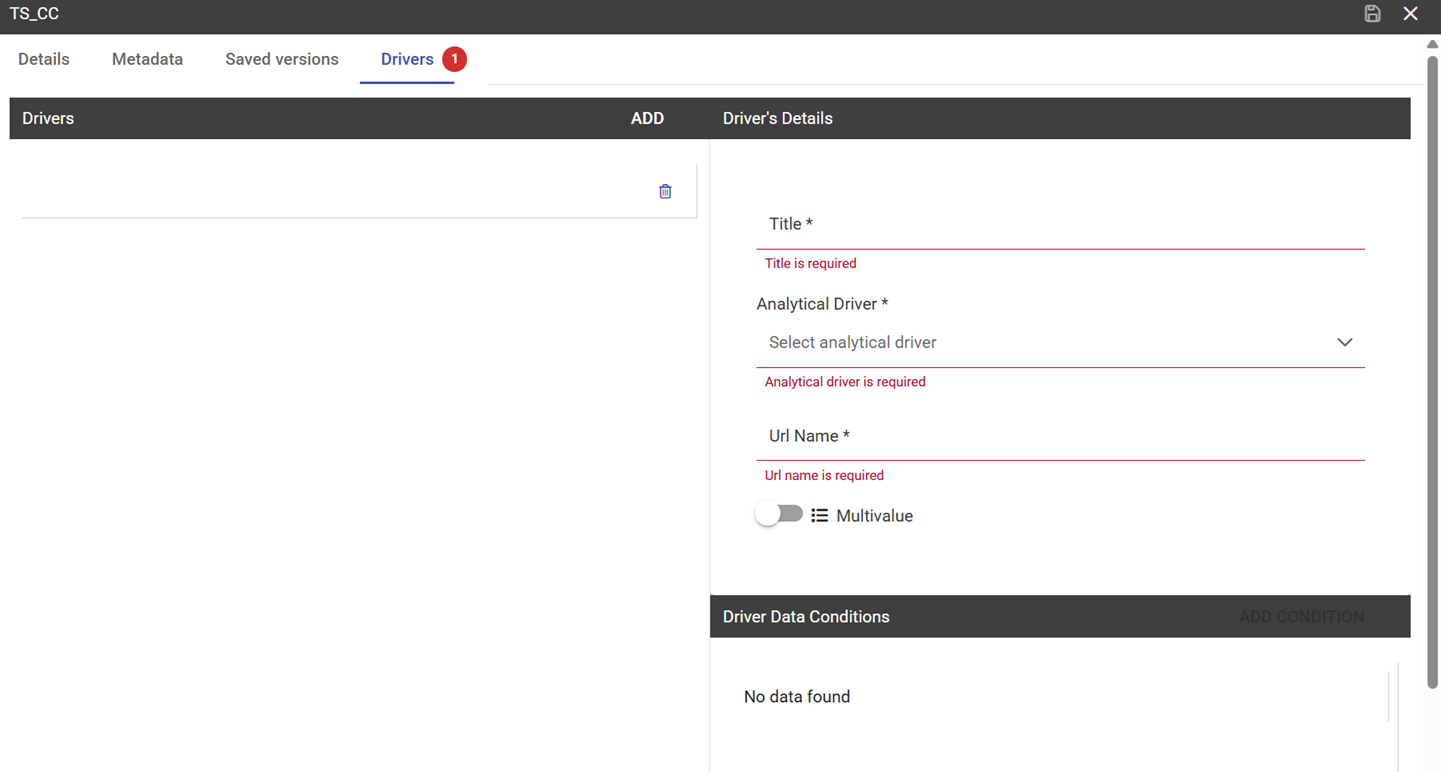 TS_CC
Details Metadata Saved versions Drivers 1
Drivers ADD
Driver's Details
Title *
Title is required
Analytical Driver *
Select analytical driver
Analytical driver is required
Url Name *
Url name is required
Multivalue
Driver Data Conditions ADD CONDITION
No data found